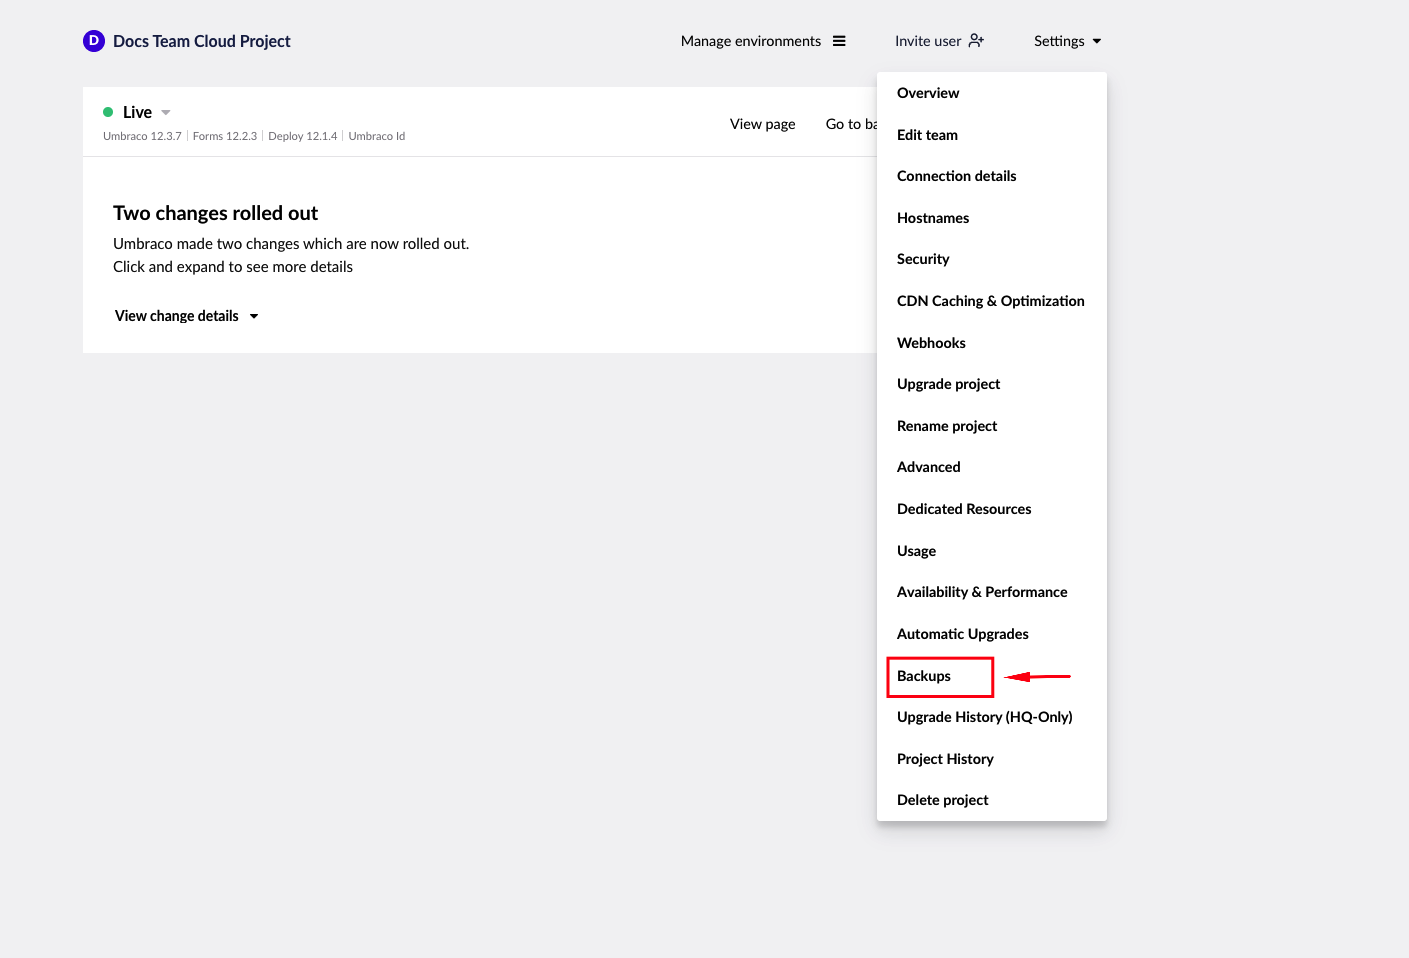 D Docs Team Cloud Project
Manage environments
Invite user
Settings
Live
Umbraco 12.3.7 | Forms 12.2.3 | Deploy 12.1.4 | Umbraco Id
View page
Go to ba
Two changes rolled out
Umbraco made two changes which are now rolled out.
Click and expand to see more details
View change details
Overview
Edit team
Connection details
Hostnames
Security
CDN Caching & Optimization
Webhooks
Upgrade project
Rename project
Advanced
Dedicated Resources
Usage
Availability & Performance
Automatic Upgrades
Backups
Upgrade History (HQ-Only)
Project History
Delete project